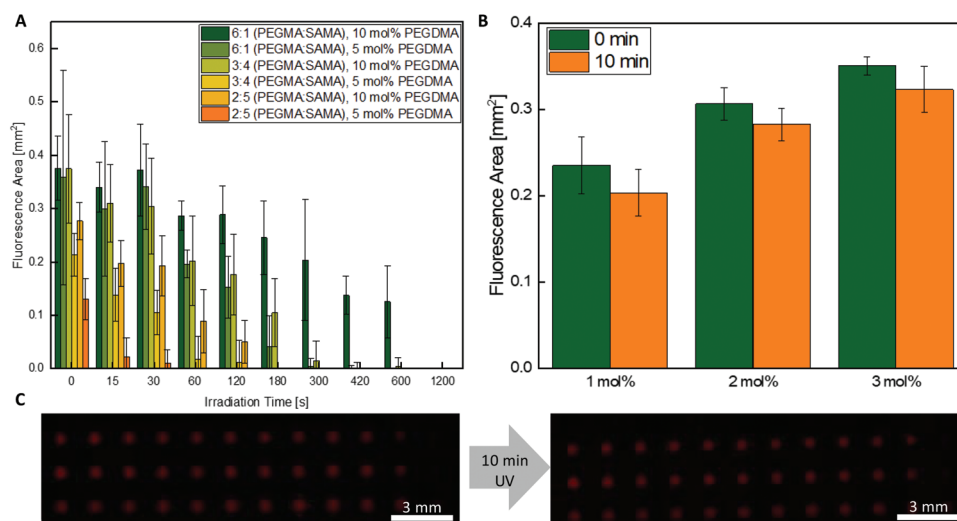 A
6:1 (PEGMA:SAMA), 10 mol% PEGDMA
6:1 (PEGMA:SAMA), 5 mol% PEGDMA
3:4 (PEGMA:SAMA), 10 mol% PEGDMA
3:4 (PEGMA:SAMA), 5 mol% PEGDMA
2:5 (PEGMA:SAMA), 10 mol% PEGDMA
2:5 (PEGMA:SAMA), 5 mol% PEGDMA
Fluorescence Area [mm²]
0.6
0.5
0.4
0.3
0.2
0.1
0.0
0 15 30 60 120 180 300 420 600 1200
Irradiation Time [s]
B
0 min
10 min
Fluorescence Area [mm²]
0.4
0.3
0.2
0.1
0.0
1 mol% 2 mol% 3 mol%
C
3 mm
10 min
UV
3 mm